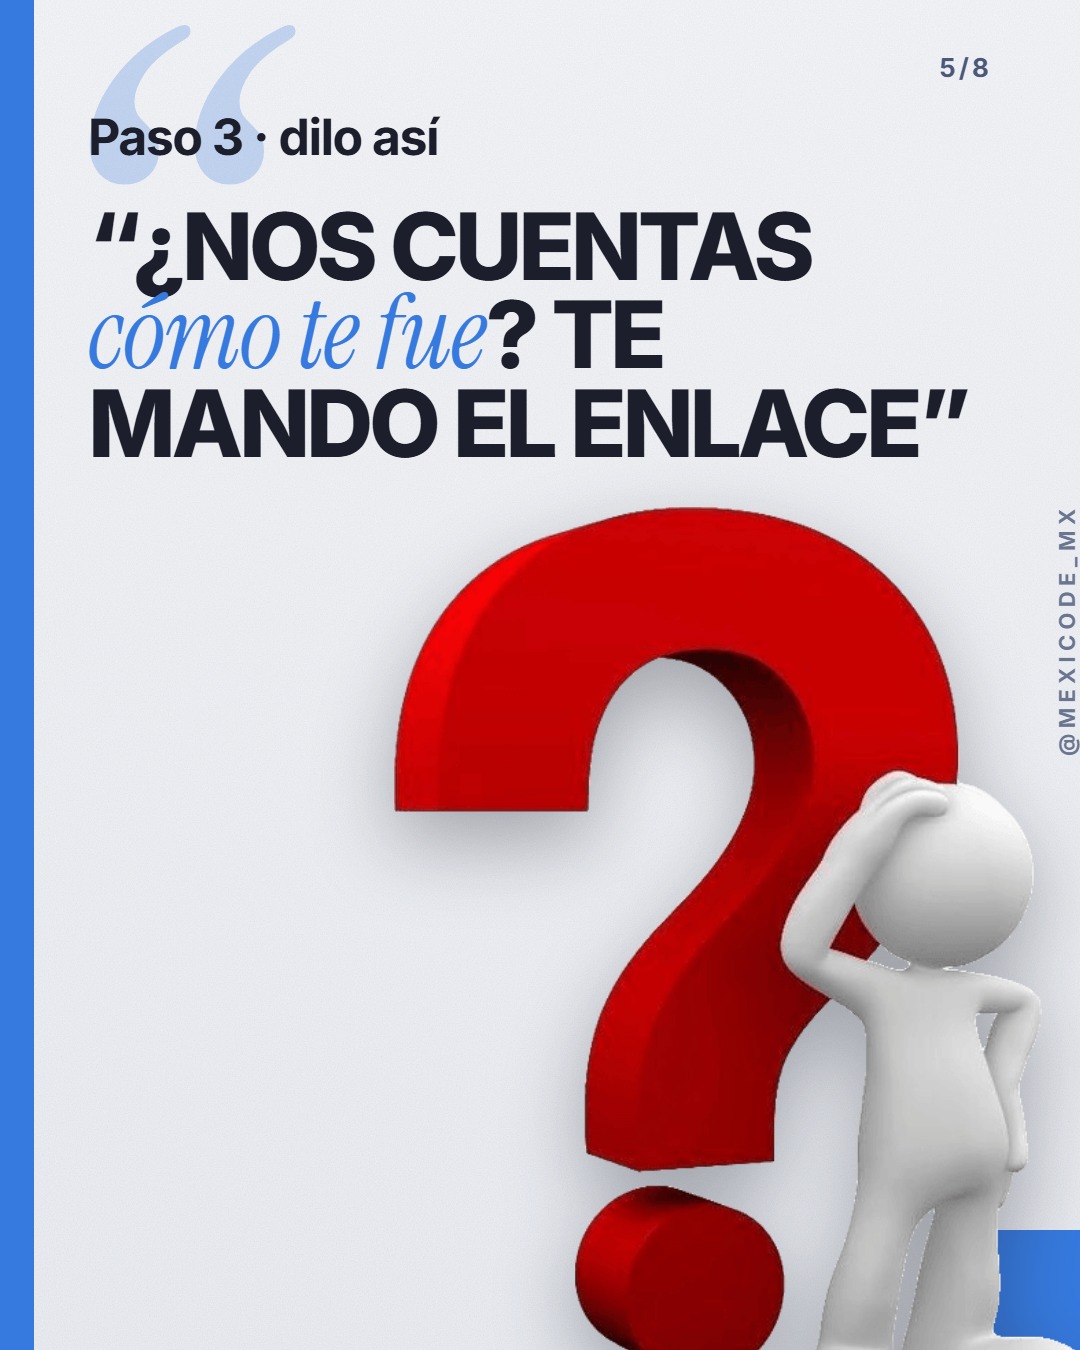 5/8
Paso 3 · dilo así
“¿NOS CUENTAS
cómo te fue? TE
MANDO EL ENLACE”
@MEXICODE_MX